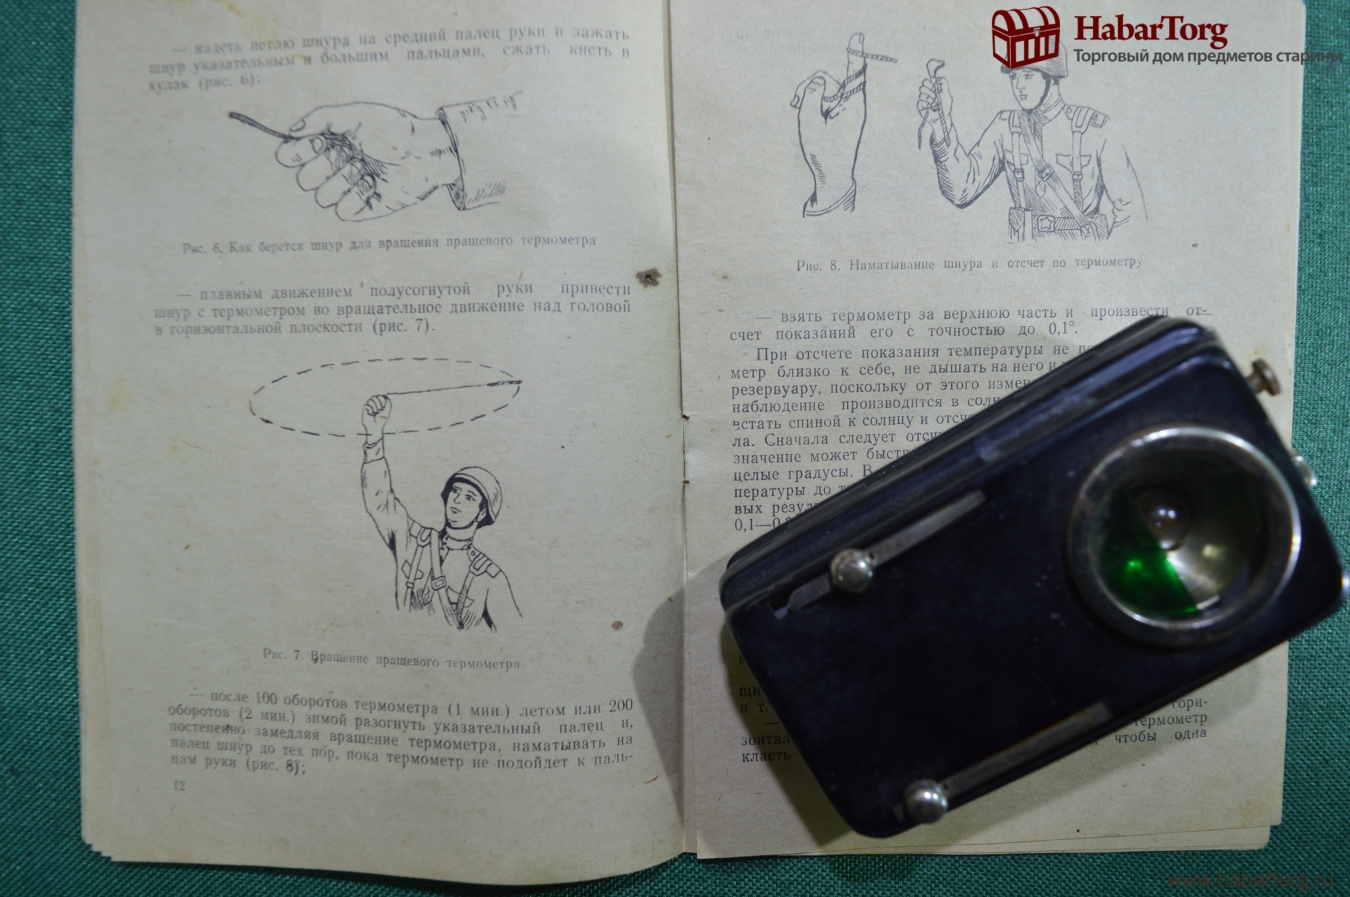 — надеть петлю шнура на средний палец руки и зажать
шнур указательным и большим пальцами, сжать кисть в
кулак (рис. 6);
Рис. 6. Как берется шнур для вращения пращевого термометра
— плавным движением полусогнутой руки привести
шнур с термометром во вращательное движение над головой
в горизонтальной плоскости (рис. 7).
Рис. 7. Вращение пращевого термометра
— после 100 оборотов термометра (1 мин.) летом или 200
оборотов (2 мин.) зимой разогнуть указательный палец и,
постепенно замедляя вращение термометра, наматывать на
палец шнур до тех пор, пока термометр не подойдет к паль-
цам руки (рис. 8);
12
HabarTorg
Торговый дом предметов старины
Рис. 8. Наматывание шнура и отсчет по термометру
— взять термометр за верхнюю часть и произвести от-
счет показаний его с точностью до 0,1°.
При отсчете показания температуры не
метр близко к себе, не дышать на него и
резервуару, поскольку от этого
наблюдение производится в
встать спиной к солнцу и
ла. Сначала следует
значение может
целые градусы. В
пературы до
вых
0,1—
щи
и т. гори-
— термометр
чтобы одна
класть
www.habartorg.ru